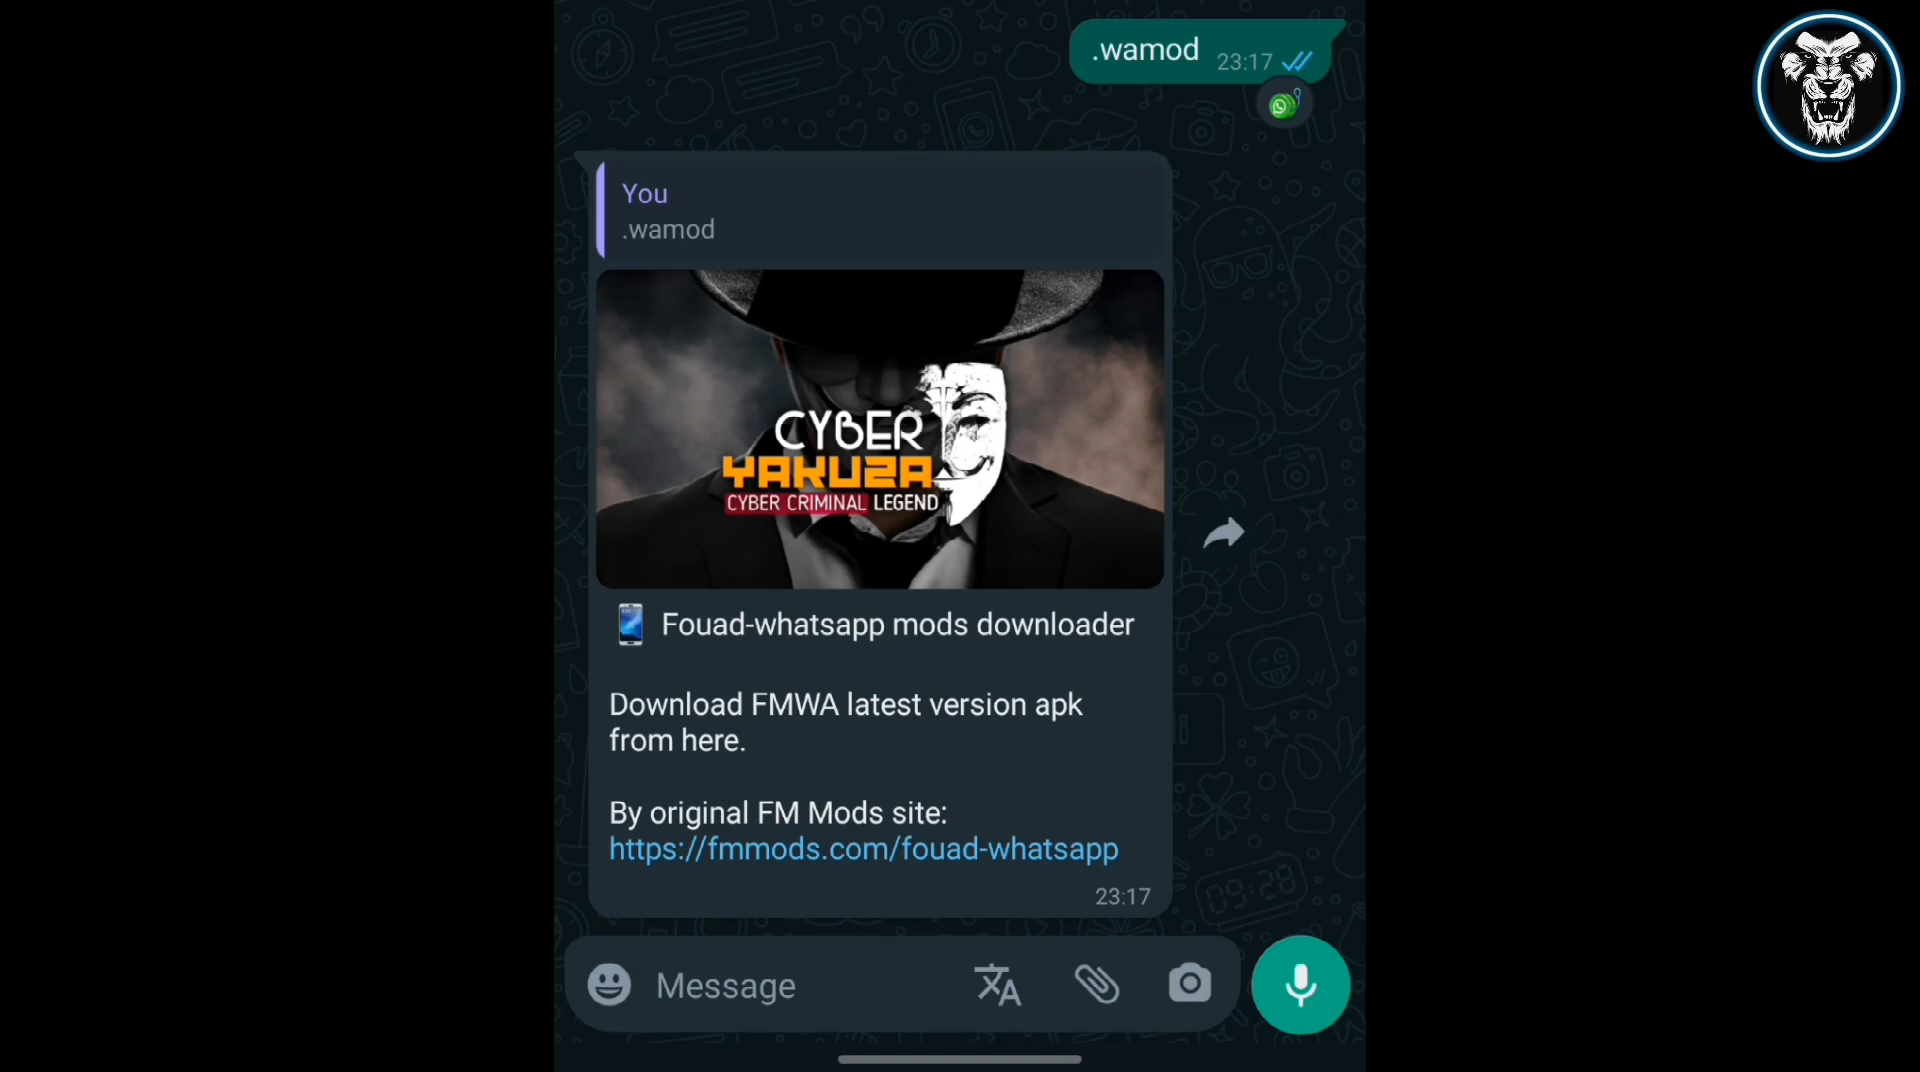 .wamod 23:17
You
.wamod
CYBER
YAKUZA
CYBER CRIMINAL LEGEND
Fouad-whatsapp mods downloader
Download FMWA latest version apk
from here.
By original FM Mods site:
https://fmmods.com/fouad-whatsapp
23:17
Message